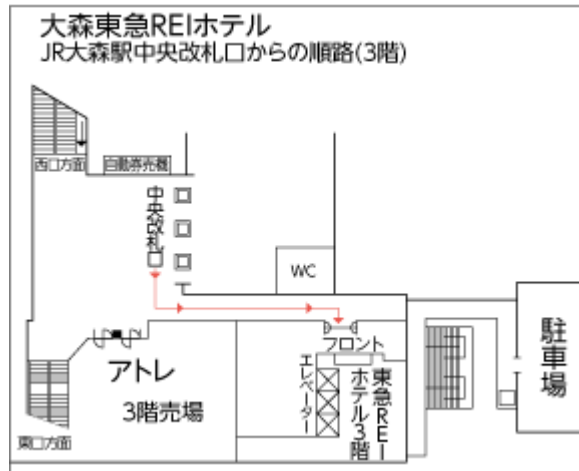 大森東急REIホテル
JR大森駅中央改札口からの順路(3階)
西口方面
自動券売機
中央改札口
WC
フロント
エレベーター
東急REI
ホテル3階
駐車場
アトレ
3階売場
東口方面